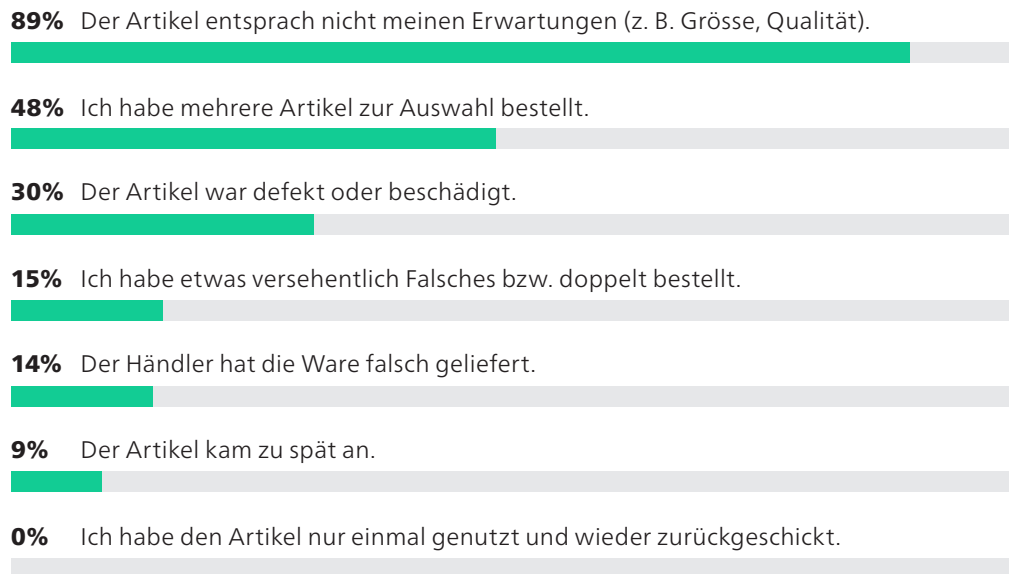 89% Der Artikel entsprach nicht meinen Erwartungen (z. B. Grösse, Qualität).
48% Ich habe mehrere Artikel zur Auswahl bestellt.
30% Der Artikel war defekt oder beschädigt.
15% Ich habe etwas versehentlich Falsches bzw. doppelt bestellt.
14% Der Händler hat die Ware falsch geliefert.
9% Der Artikel kam zu spät an.
0% Ich habe den Artikel nur einmal genutzt und wieder zurückgeschickt.